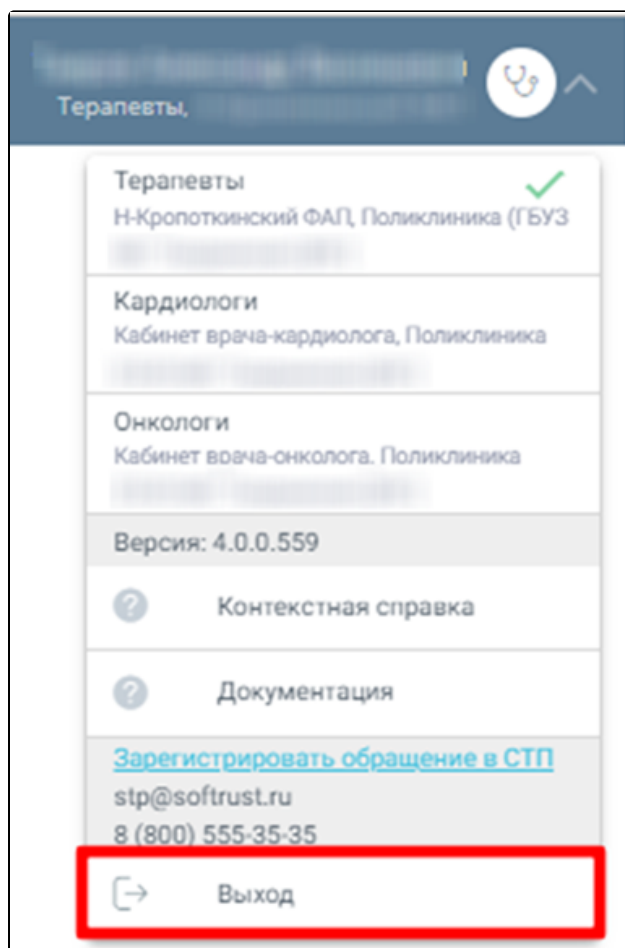 Терапевты,
Терапевты
Н-Кропоткинский ФАП, Поликлиника (ГБУЗ
Кардиологи
Кабинет врача-кардиолога, Поликлиника
Онкологи
Кабинет врача-онколога. Поликлиника
Версия: 4.0.0.559
Контекстная справка
Документация
Зарегистрировать обращение в СТП
stp@softrust.ru
8 (800) 555-35-35
Выход